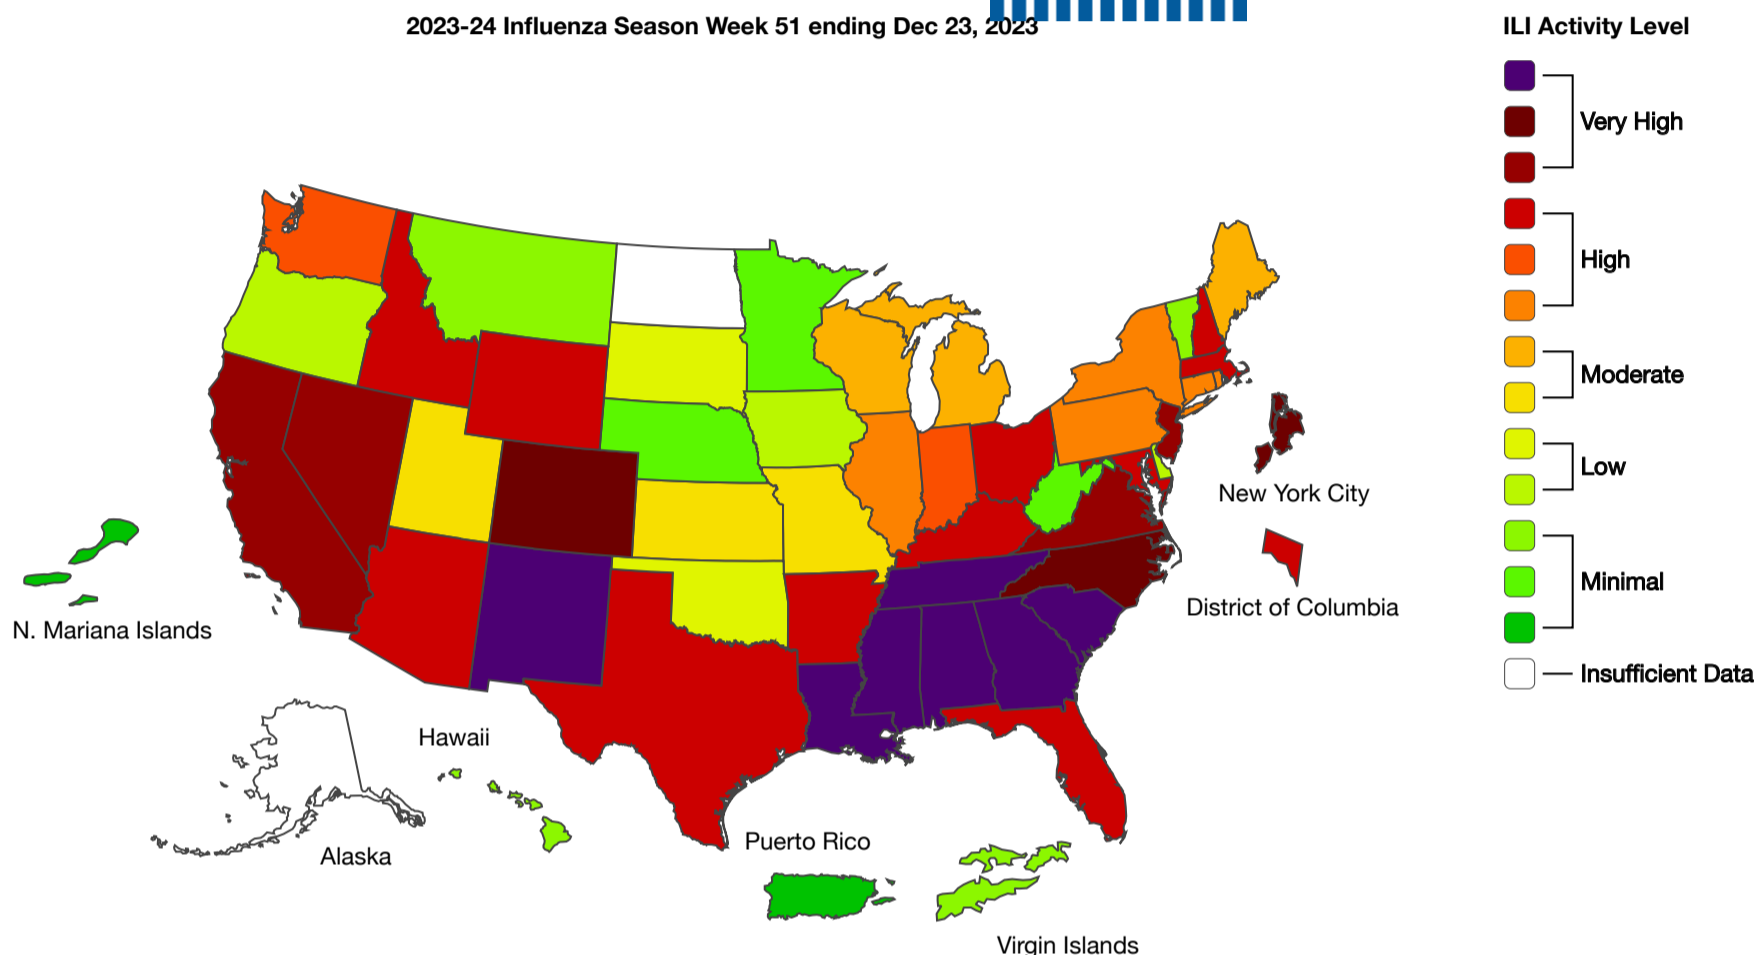 2023-24 Influenza Season Week 51 ending Dec 23, 2023
ILI Activity Level
Very High
High
Moderate
Low
Minimal
Insufficient Data
New York City
District of Columbia
N. Mariana Islands
Hawaii
Alaska
Puerto Rico
Virgin Islands